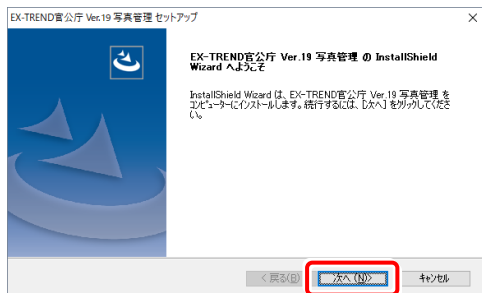 EX-TREND官公庁 Ver.19 写真管理 セットアップ
EX-TREND官公庁 Ver.19 写真管理 の InstallShield
Wizard へようこそ
InstallShield Wizard は、EX-TREND官公庁 Ver.19 写真管理 を
コンピューターにインストールします。続行するには、[次へ] をクリックしてくださ
い。
< 戻る(B)
次へ(N)>
キャンセル